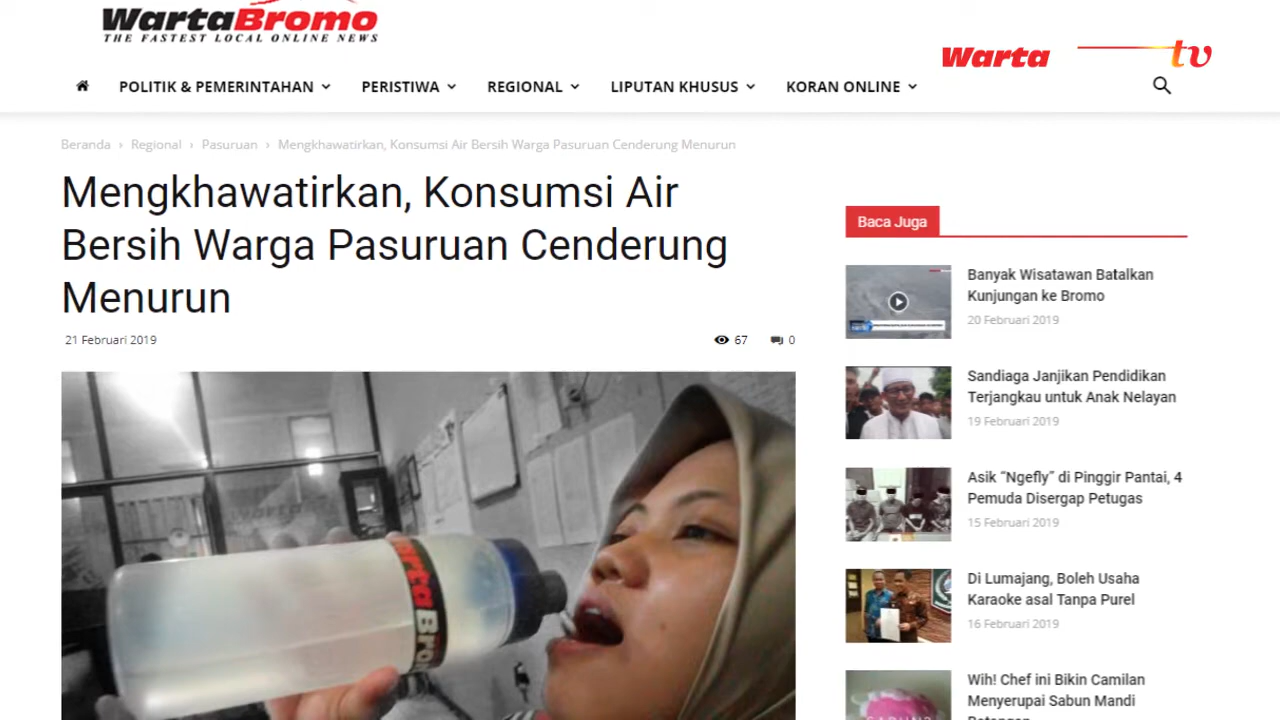 WartaBromo
THE FASTEST LOCAL ONLINE NEWS
Warta tv
POLITIK & PEMERINTAHAN PERISTIWA REGIONAL LIPUTAN KHUSUS KORAN ONLINE
Beranda › Regional › Pasuruan › Mengkhawatirkan, Konsumsi Air Bersih Warga Pasuruan Cenderung Menurun
Mengkhawatirkan, Konsumsi Air
Bersih Warga Pasuruan Cenderung
Menurun
21 Februari 2019 67 0
Warta Bro
Baca Juga
Banyak Wisatawan Batalkan
Kunjungan ke Bromo
20 Februari 2019
Sandiaga Janjikan Pendidikan
Terjangkau untuk Anak Nelayan
19 Februari 2019
Asik “Ngefly” di Pinggir Pantai, 4
Pemuda Disergap Petugas
15 Februari 2019
Di Lumajang, Boleh Usaha
Karaoke asal Tanpa Purel
16 Februari 2019
Wih! Chef ini Bikin Camilan
Menyerupai Sabun Mandi